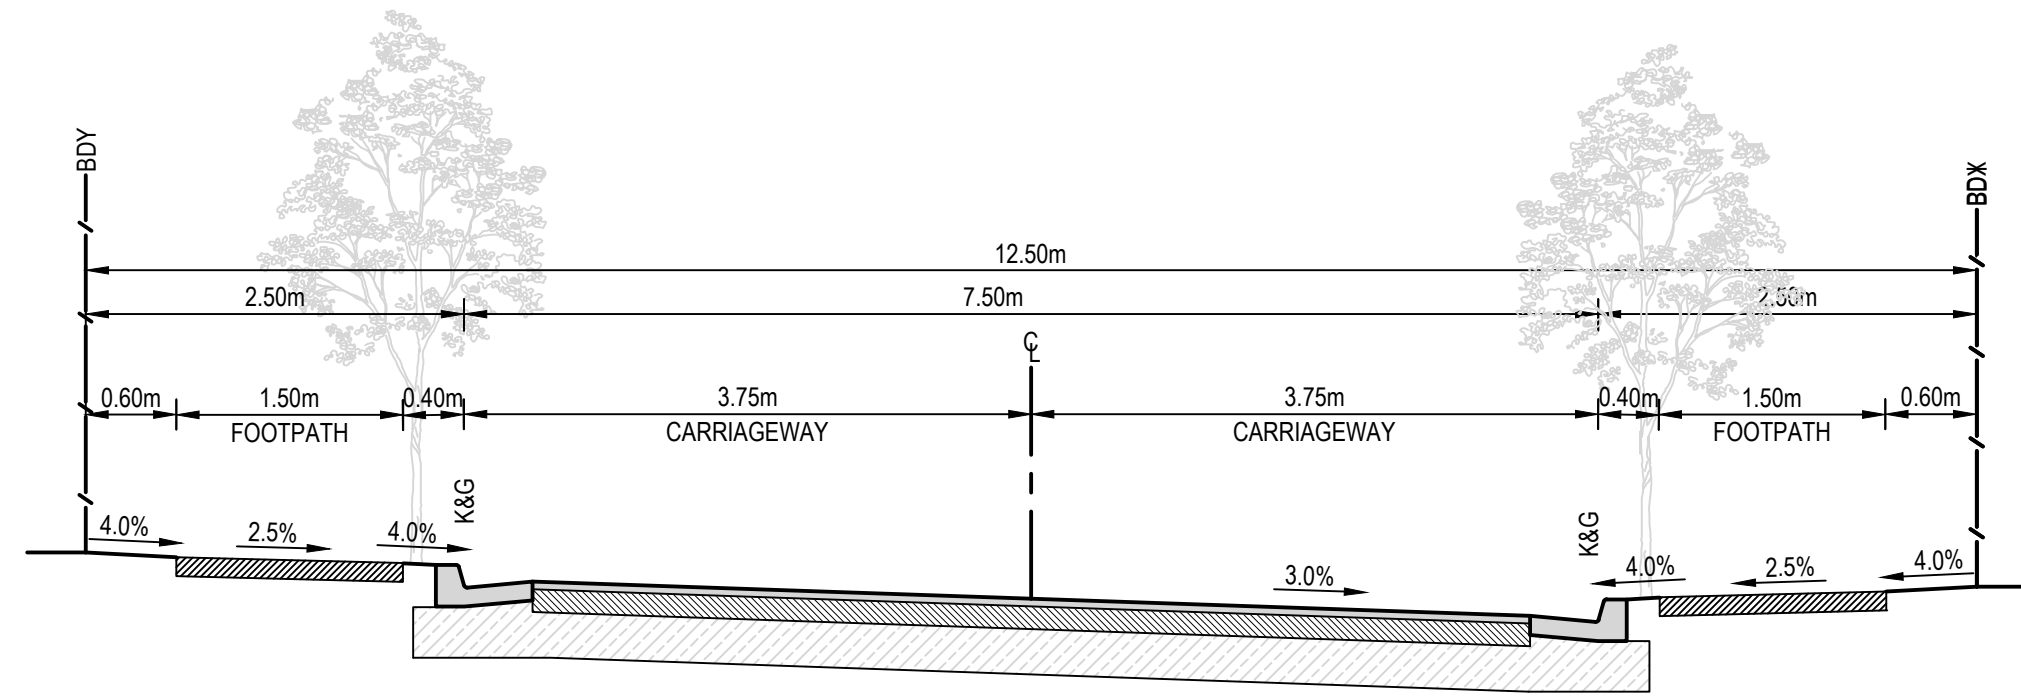 BDY
BDY
12.50m
2.50m
7.50m
2.50m
℄
0.60m
1.50m
0.40m
3.75m
3.75m
0.40m
1.50m
0.60m
FOOTPATH
CARRIAGEWAY
CARRIAGEWAY
FOOTPATH
K&G
K&G
4.0%
2.5%
4.0%
3.0%
4.0%
2.5%
4.0%